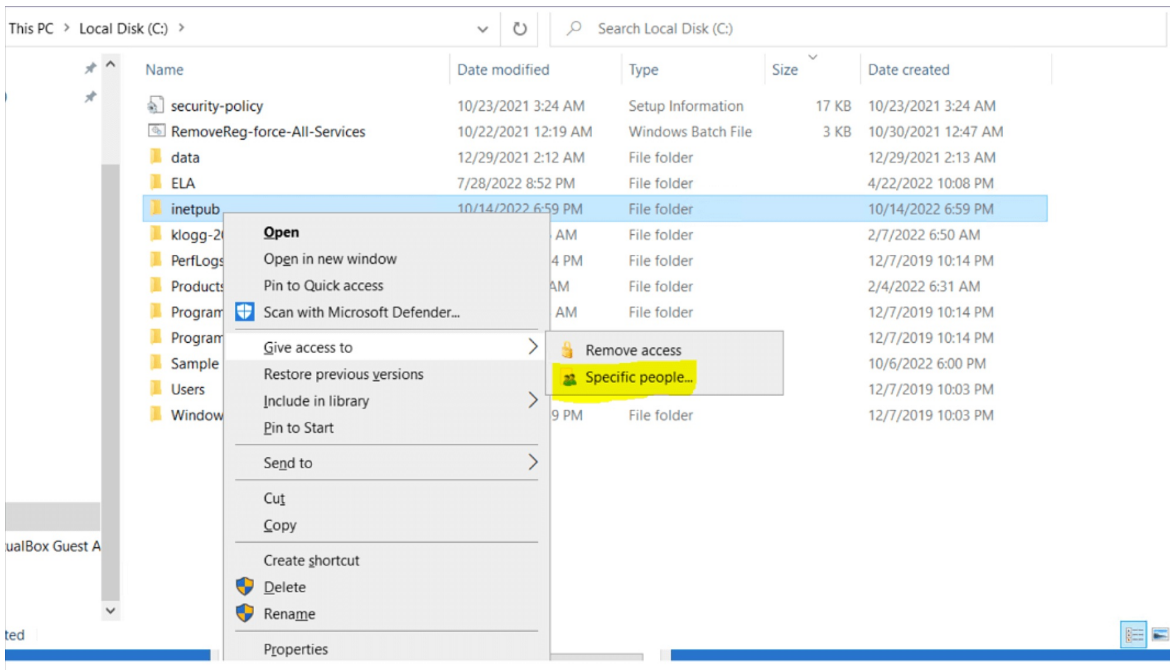 This PC > Local Disk (C:) >
Search Local Disk (C:)
Name Date modified Type Size Date created
security-policy 10/23/2021 3:24 AM Setup Information 17 KB 10/23/2021 3:24 AM
RemoveReg-force-All-Services 10/22/2021 12:19 AM Windows Batch File 3 KB 10/30/2021 12:47 AM
data 12/29/2021 2:12 AM File folder 12/29/2021 2:13 AM
ELA 7/28/2022 8:52 PM File folder 4/22/2022 10:08 PM
inetpub 10/14/2022 6:59 PM File folder 10/14/2022 6:59 PM
klogg-20 AM File folder 2/7/2022 6:50 AM
PerfLogs 4 PM File folder 12/7/2019 10:14 PM
Products AM File folder 2/4/2022 6:31 AM
Program AM File folder 12/7/2019 10:14 PM
Program 12/7/2019 10:14 PM
Sample 10/6/2022 6:00 PM
Users 12/7/2019 10:03 PM
Window 9 PM File folder 12/7/2019 10:03 PM
Open
Open in new window
Pin to Quick access
Scan with Microsoft Defender...
Give access to
Restore previous versions
Include in library
Pin to Start
Send to
Cut
Copy
Create shortcut
Delete
Rename
Properties
Remove access
Specific people...
ualBox Guest A
ted